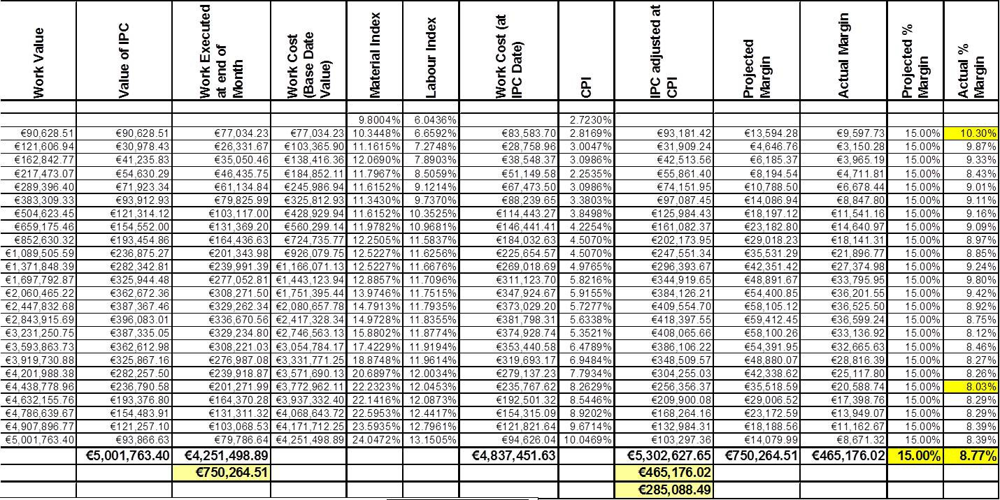 Work Value Value of IPC Work Executed at end of Month Work Cost (Base Date Value) Material Index Labour Index Work Cost (at IPC Date) CPI IPC adjusted at CPI Projected Margin Actual Margin Projected % Margin Actual % Margin
9.8004% 6.0436% 2.7230%
€90,628.51 €90,628.51 €77,034.23 €77,034.23 10.3448% 6.6592% €83,583.70 2.8169% €93,181.42 €13,594.28 €9,597.73 15.00% 10.30%
€121,606.94 €30,978.43 €26,331.67 €103,365.90 11.1615% 7.2748% €28,758.96 3.0047% €31,909.24 €4,646.76 €3,150.28 15.00% 9.87%
€162,842.77 €41,235.83 €35,050.46 €138,416.36 12.0690% 7.8903% €38,548.37 3.0986% €42,513.56 €6,185.37 €3,965.19 15.00% 9.33%
€217,473.07 €54,630.29 €46,435.75 €184,852.11 11.7967% 8.5059% €51,149.58 2.2535% €55,861.40 €8,194.54 €4,711.81 15.00% 8.43%
€289,396.40 €71,923.34 €61,134.84 €245,986.94 11.6152% 9.1214% €67,473.50 3.0986% €74,151.95 €10,788.50 €6,678.44 15.00% 9.01%
€383,309.33 €93,912.93 €79,825.99 €325,812.93 11.3430% 9.7370% €88,239.65 3.3803% €97,087.45 €14,086.94 €8,847.80 15.00% 9.11%
€504,623.45 €121,314.12 €103,117.00 €428,929.94 11.6152% 10.3525% €114,443.27 3.8498% €125,984.43 €18,197.12 €11,541.16 15.00% 9.16%
€659,175.46 €154,552.00 €131,369.20 €560,299.14 11.9782% 10.9681% €146,441.41 4.2254% €161,082.37 €23,182.80 €14,640.97 15.00% 9.09%
€852,630.32 €193,454.86 €164,436.63 €724,735.77 12.2505% 11.5837% €184,032.63 4.5070% €202,173.95 €29,018.23 €18,141.31 15.00% 8.97%
€1,089,505.59 €236,875.27 €201,343.98 €926,079.75 12.5227% 11.6256% €225,654.57 4.5070% €247,551.34 €35,531.29 €21,896.77 15.00% 8.85%
€1,371,848.39 €282,342.81 €239,991.39 €1,166,071.13 12.5227% 11.6676% €269,018.69 4.9765% €296,393.67 €42,351.42 €27,374.98 15.00% 9.24%
€1,697,792.87 €325,944.48 €277,052.81 €1,443,123.94 12.8857% 11.7096% €311,123.70 5.8216% €344,919.65 €48,891.67 €33,795.95 15.00% 9.80%
€2,060,465.22 €362,672.36 €308,271.50 €1,751,395.44 13.9746% 11.7515% €347,924.67 5.9155% €384,126.21 €54,400.85 €36,201.55 15.00% 9.42%
€2,447,832.68 €387,367.46 €329,262.34 €2,080,657.78 14.7913% 11.7935% €373,029.20 5.7277% €409,554.70 €58,105.12 €36,525.50 15.00% 8.92%
€2,843,915.69 €396,083.01 €336,670.56 €2,417,328.34 14.9728% 11.8355% €381,798.31 5.6338% €418,397.55 €59,412.45 €36,599.24 15.00% 8.75%
€3,231,250.75 €387,335.05 €329,234.80 €2,746,563.13 15.8802% 11.8774% €374,928.74 5.3521% €408,065.66 €58,100.26 €33,136.92 15.00% 8.12%
€3,593,863.73 €362,612.98 €308,221.03 €3,054,784.17 17.4229% 11.9194% €353,440.58 6.4789% €386,106.22 €54,391.95 €32,665.63 15.00% 8.46%
€3,919,730.88 €325,867.16 €276,987.08 €3,331,771.25 18.8748% 11.9614% €319,693.17 6.9484% €348,509.57 €48,880.07 €28,816.39 15.00% 8.27%
€4,201,988.38 €282,257.50 €239,918.87 €3,571,690.13 20.6897% 12.0034% €279,137.23 7.7934% €304,255.03 €42,338.62 €25,117.80 15.00% 8.26%
€4,438,778.96 €236,790.58 €201,271.99 €3,772,962.11 22.2323% 12.0453% €235,767.62 8.2629% €256,356.37 €35,518.59 €20,588.74 15.00% 8.03%
€4,632,155.76 €193,376.80 €164,370.28 €3,937,332.40 22.1416% 12.0873% €192,501.32 8.5446% €209,900.08 €29,006.52 €17,398.76 15.00% 8.29%
€4,786,639.67 €154,483.91 €131,311.32 €4,068,643.72 22.5953% 12.4417% €154,315.09 8.9202% €168,264.16 €23,172.59 €13,949.07 15.00% 8.29%
€4,907,896.77 €121,257.10 €103,068.53 €4,171,712.25 23.5935% 12.7961% €121,821.64 9.6714% €132,984.31 €18,188.56 €11,162.67 15.00% 8.39%
€5,001,763.40 €93,866.63 €79,786.64 €4,251,498.89 24.0472% 13.1505% €94,626.04 10.0469% €103,297.36 €14,079.99 €8,671.32 15.00% 8.39%
€5,001,763.40 €4,251,498.89 €4,837,451.63 €5,302,627.65 €750,264.51 €465,176.02 15.00% 8.77%
€750,264.51 €465,176.02
€285,088.49